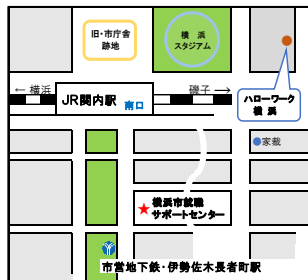 旧・市庁舎
跡地
横浜
スタジアム
← 横浜
磯子 →
JR関内駅
南口
ハローワーク
横浜
家裁
横浜市就職
サポートセンター
市営地下鉄・伊勢佐木長者町駅